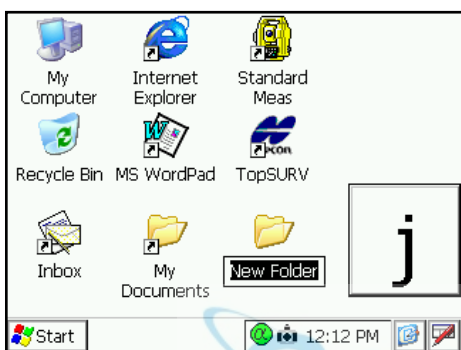 My Computer
Internet Explorer
Standard Meas
Recycle Bin
MS WordPad
TopSURV
Inbox
My Documents
New Folder
j
Start
12:12 PM